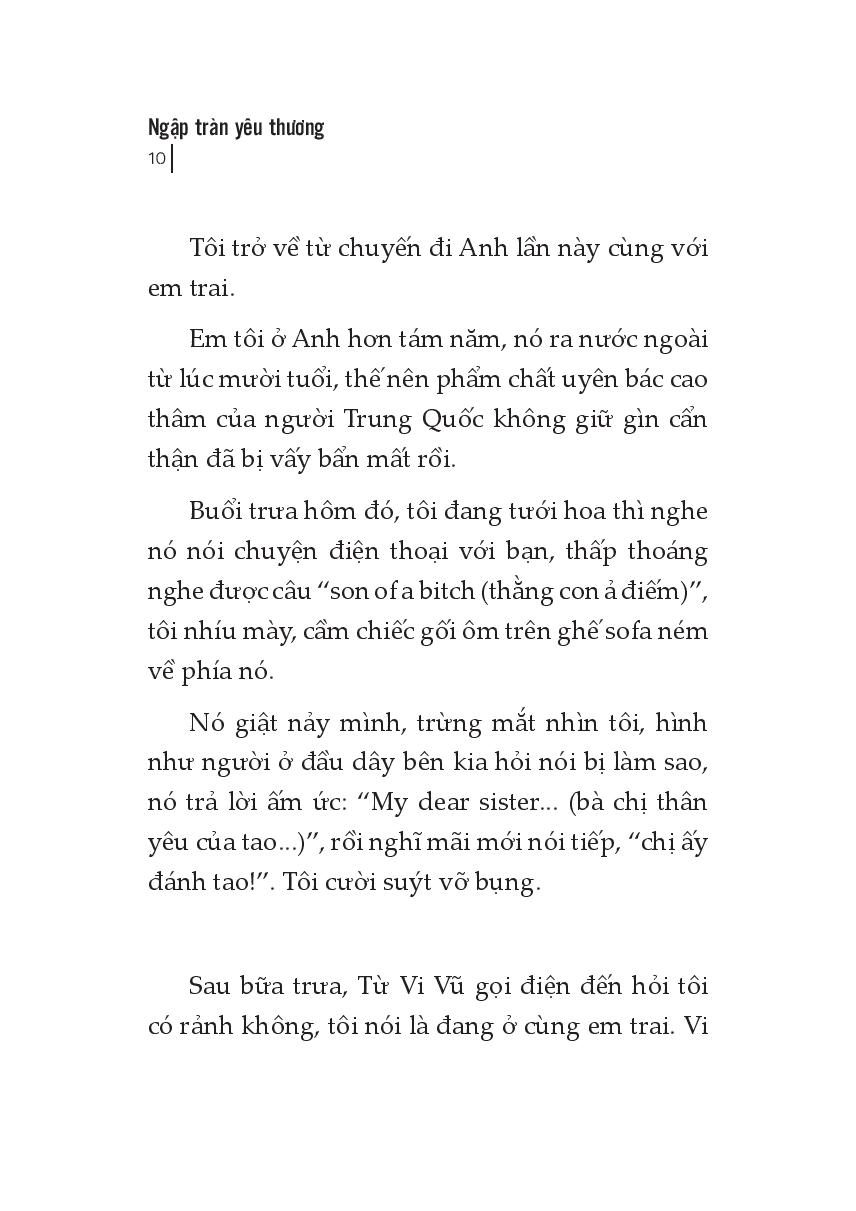 Ngập tràn yêu thương
10
Tôi trở về từ chuyến đi Anh lần này cùng với
em trai.
Em tôi ở Anh hơn tám năm, nó ra nước ngoài
từ lúc mười tuổi, thế nên phẩm chất uyên bác cao
thâm của người Trung Quốc không giữ gìn cẩn
thận đã bị vấy bẩn mất rồi.
Buổi trưa hôm đó, tôi đang tưới hoa thì nghe
nó nói chuyện điện thoại với bạn, thấp thoáng
nghe được câu “son of a bitch (thằng con ả điếm)”,
tôi nhíu mày, cầm chiếc gối ôm trên ghế sofa ném
về phía nó.
Nó giật nảy mình, trừng mắt nhìn tôi, hình
như người ở đầu dây bên kia hỏi nói bị làm sao,
nó trả lời ấm ức: “My dear sister... (bà chị thân
yêu của tao...)”, rồi nghĩ mãi mới nói tiếp, “chị ấy
đánh tao!”. Tôi cười suýt vỡ bụng.
Sau bữa trưa, Từ Vi Vũ gọi điện đến hỏi tôi
có rảnh không, tôi nói là đang ở cùng em trai. Vi